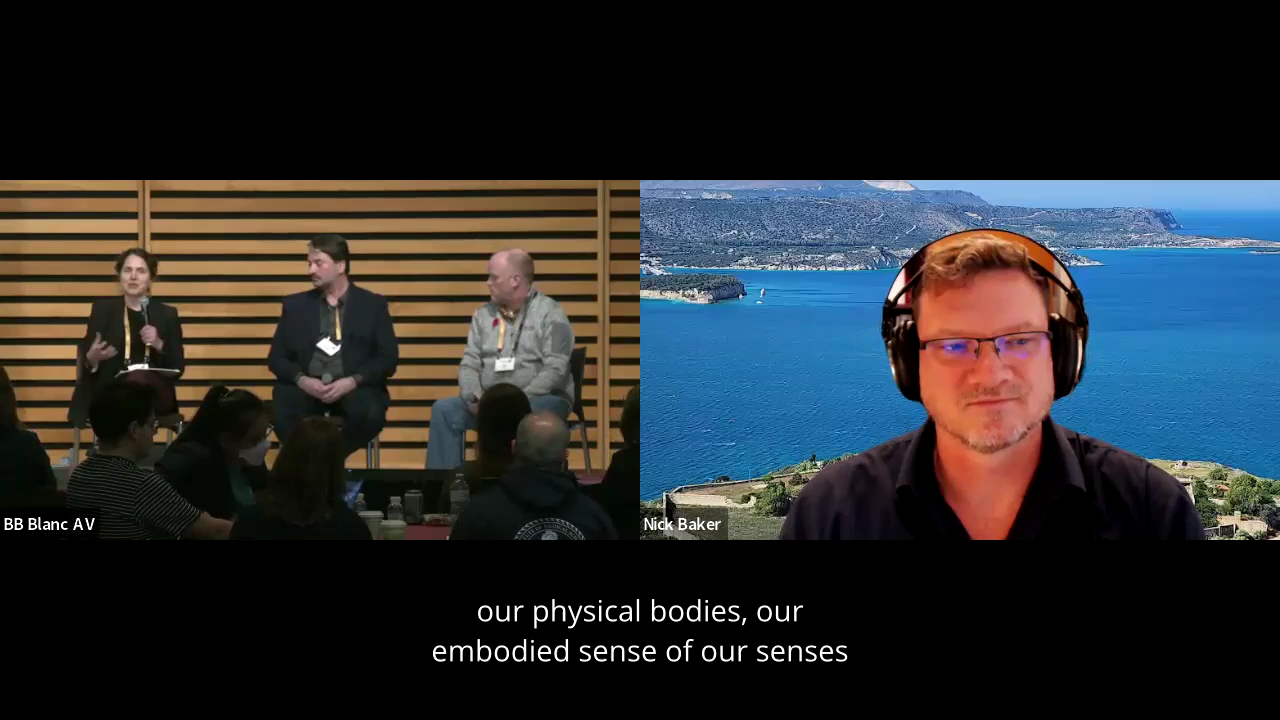 BB Blanc AV
Nick Baker
our physical bodies, our
embodied sense of our senses